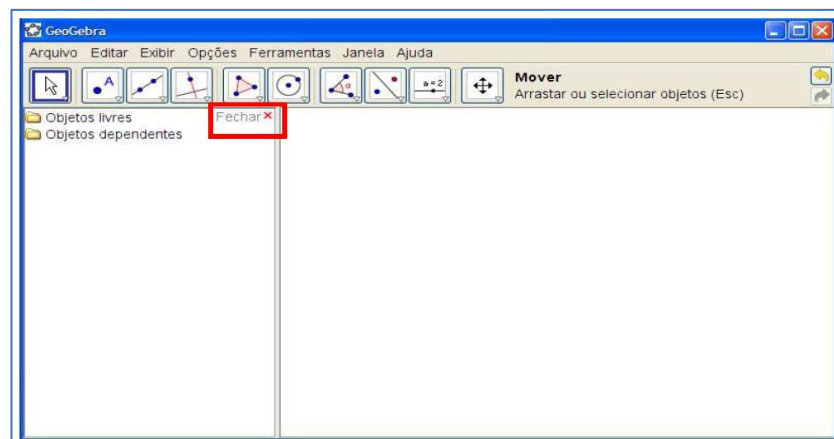 GeoGebra
Arquivo Editar Exibir Opções Ferramentas Janela Ajuda
A
a=2
Mover
Arrastar ou selecionar objetos (Esc)
Objetos livres
Fechar
Objetos dependentes